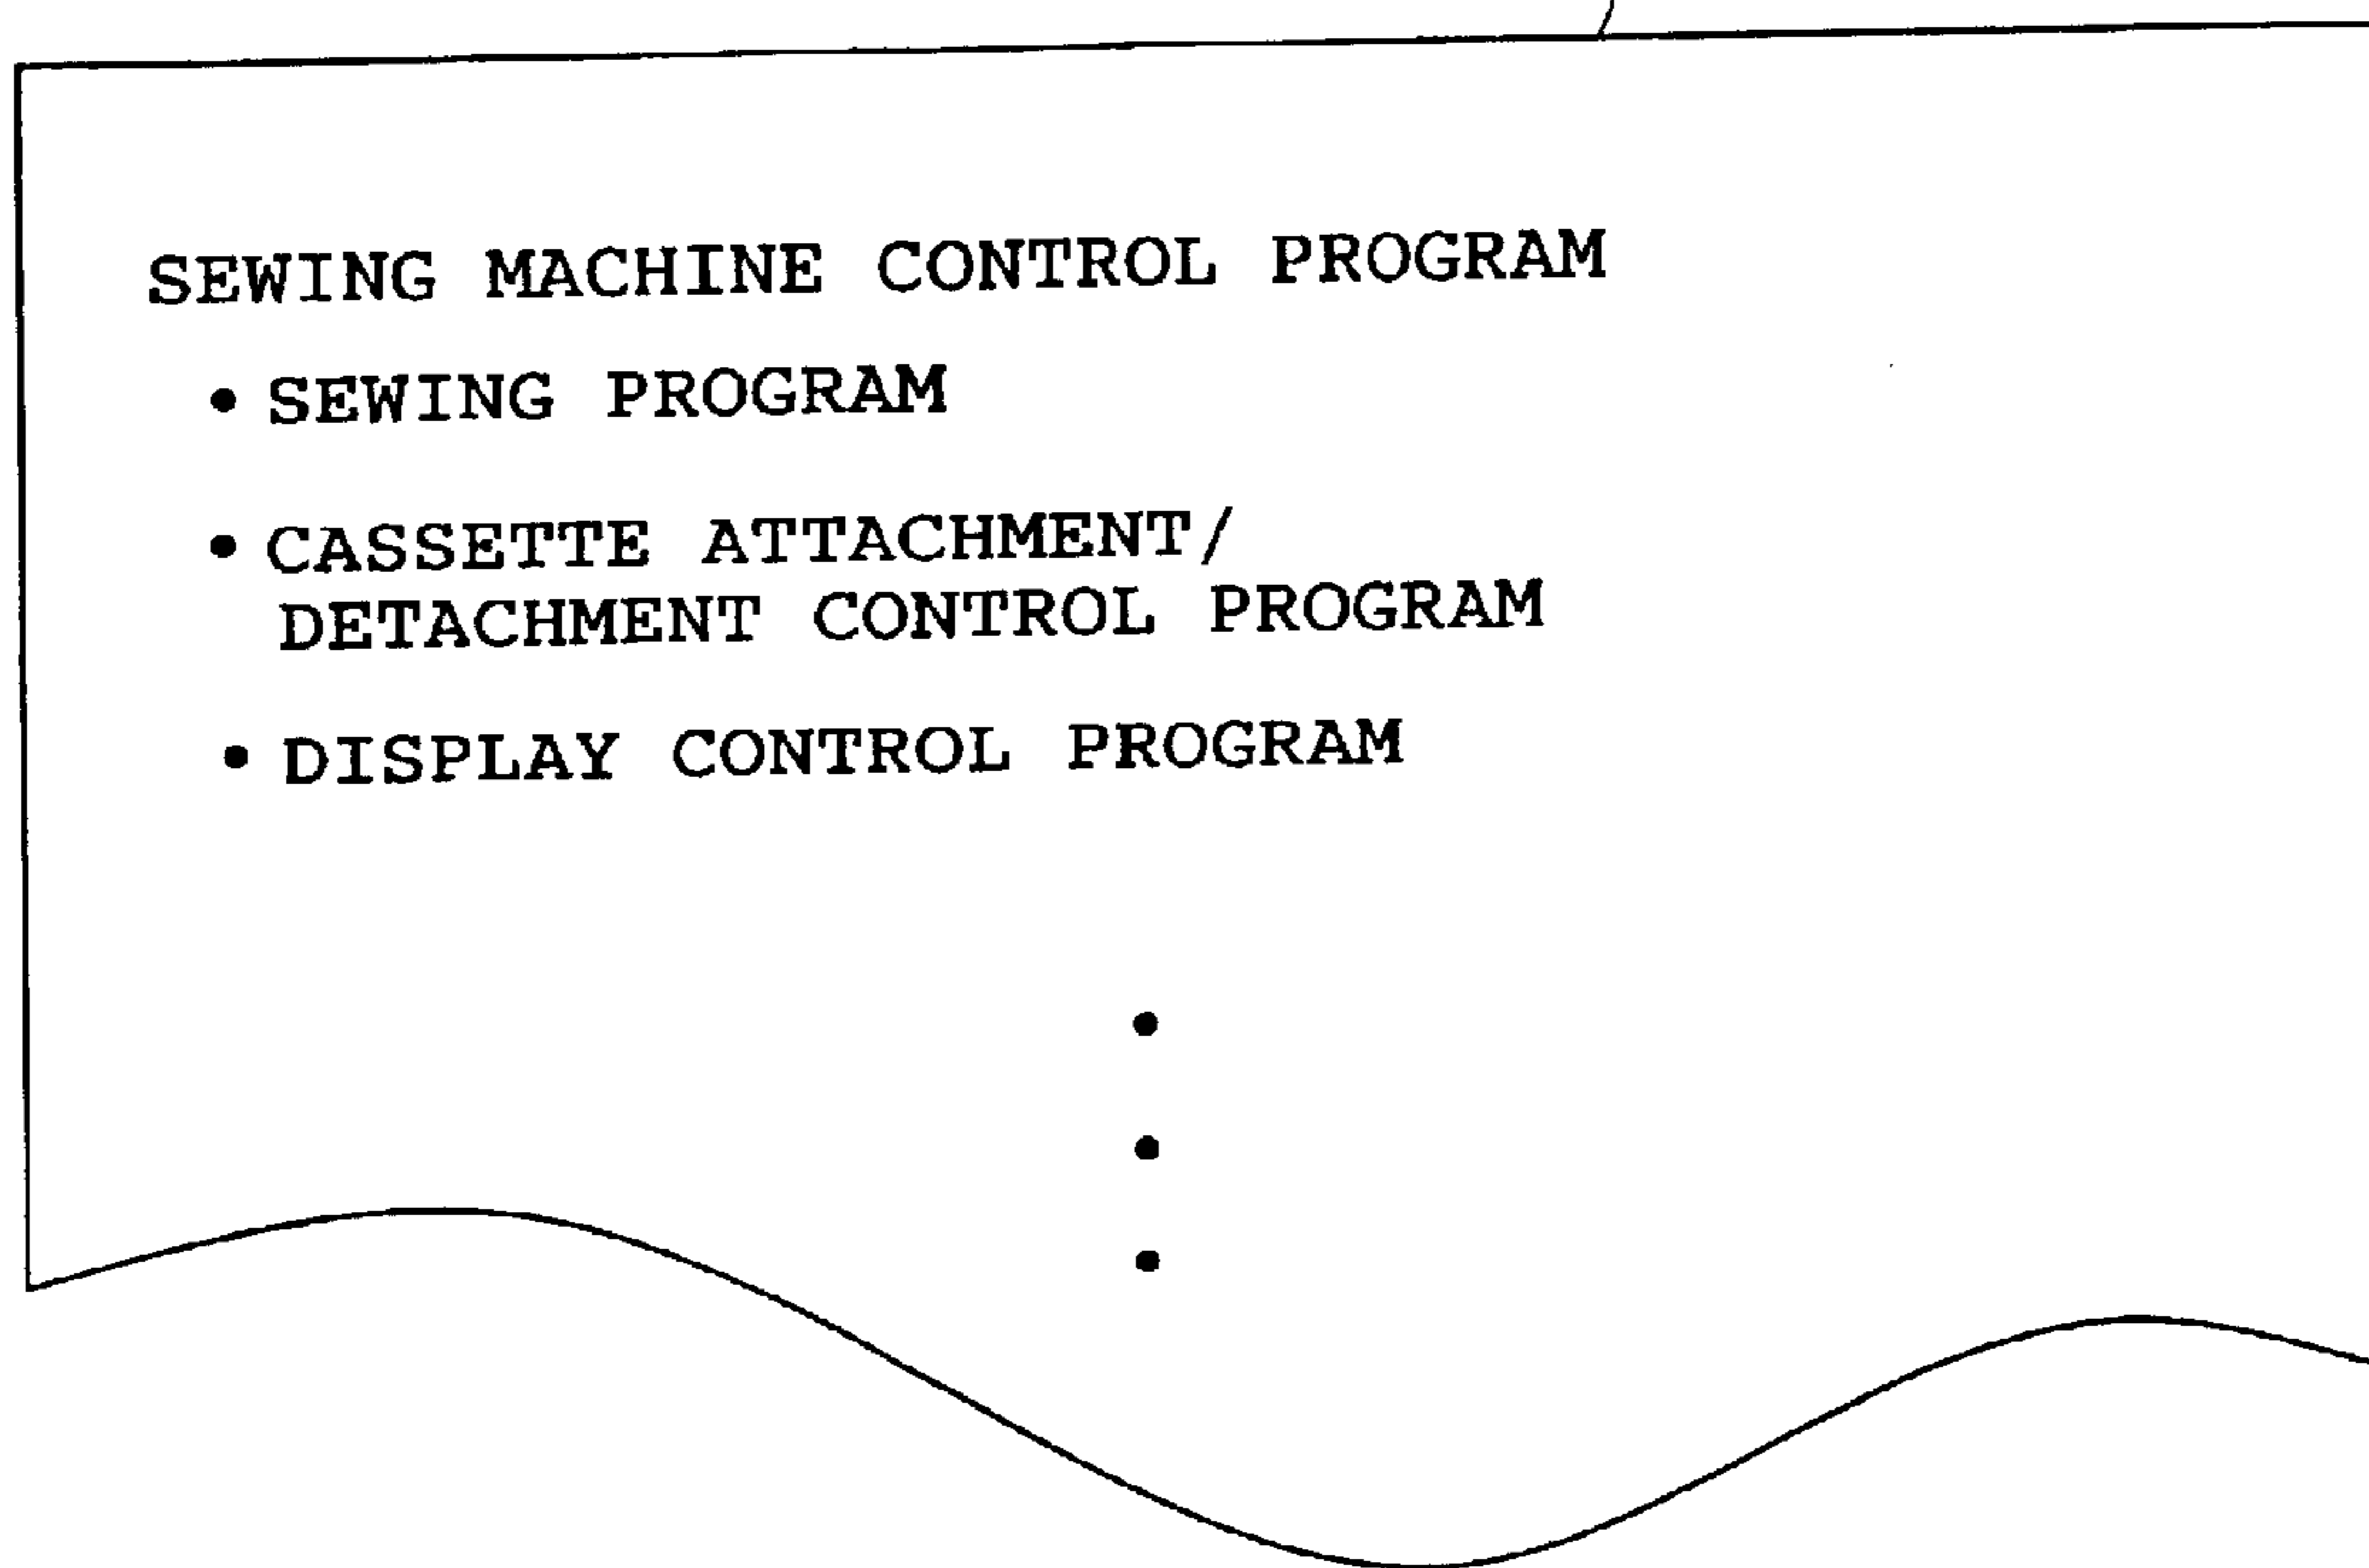 SEWING MACHINE CONTROL PROGRAM
• SEWING PROGRAM
• CASSETTE ATTACHMENT/
DETACHMENT CONTROL PROGRAM
• DISPLAY CONTROL PROGRAM